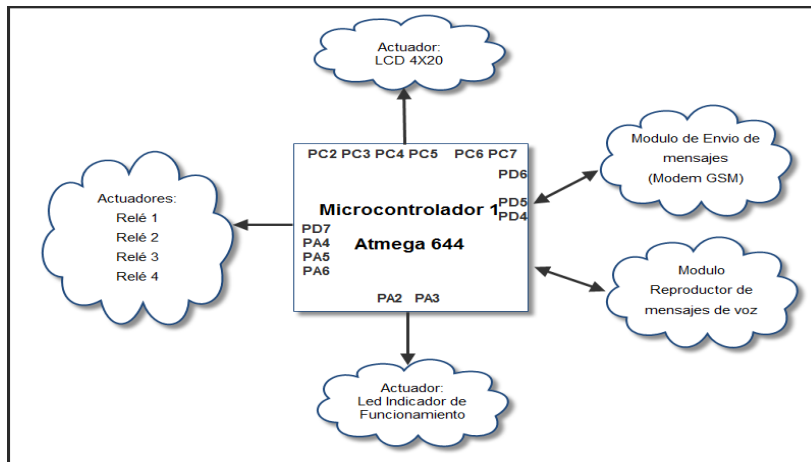 Actuador:
LCD 4X20
PC2 PC3 PC4 PC5 PC6 PC7
PD6
PD5
PD4
Microcontrolador 1
Atmega 644
PD7
PA4
PA5
PA6
PA2 PA3
Actuadores:
Relé 1
Relé 2
Relé 3
Relé 4
Modulo de Envio de
mensajes
(Modem GSM)
Modulo
Reproductor de
mensajes de voz
Actuador:
Led Indicador de
Funcionamiento